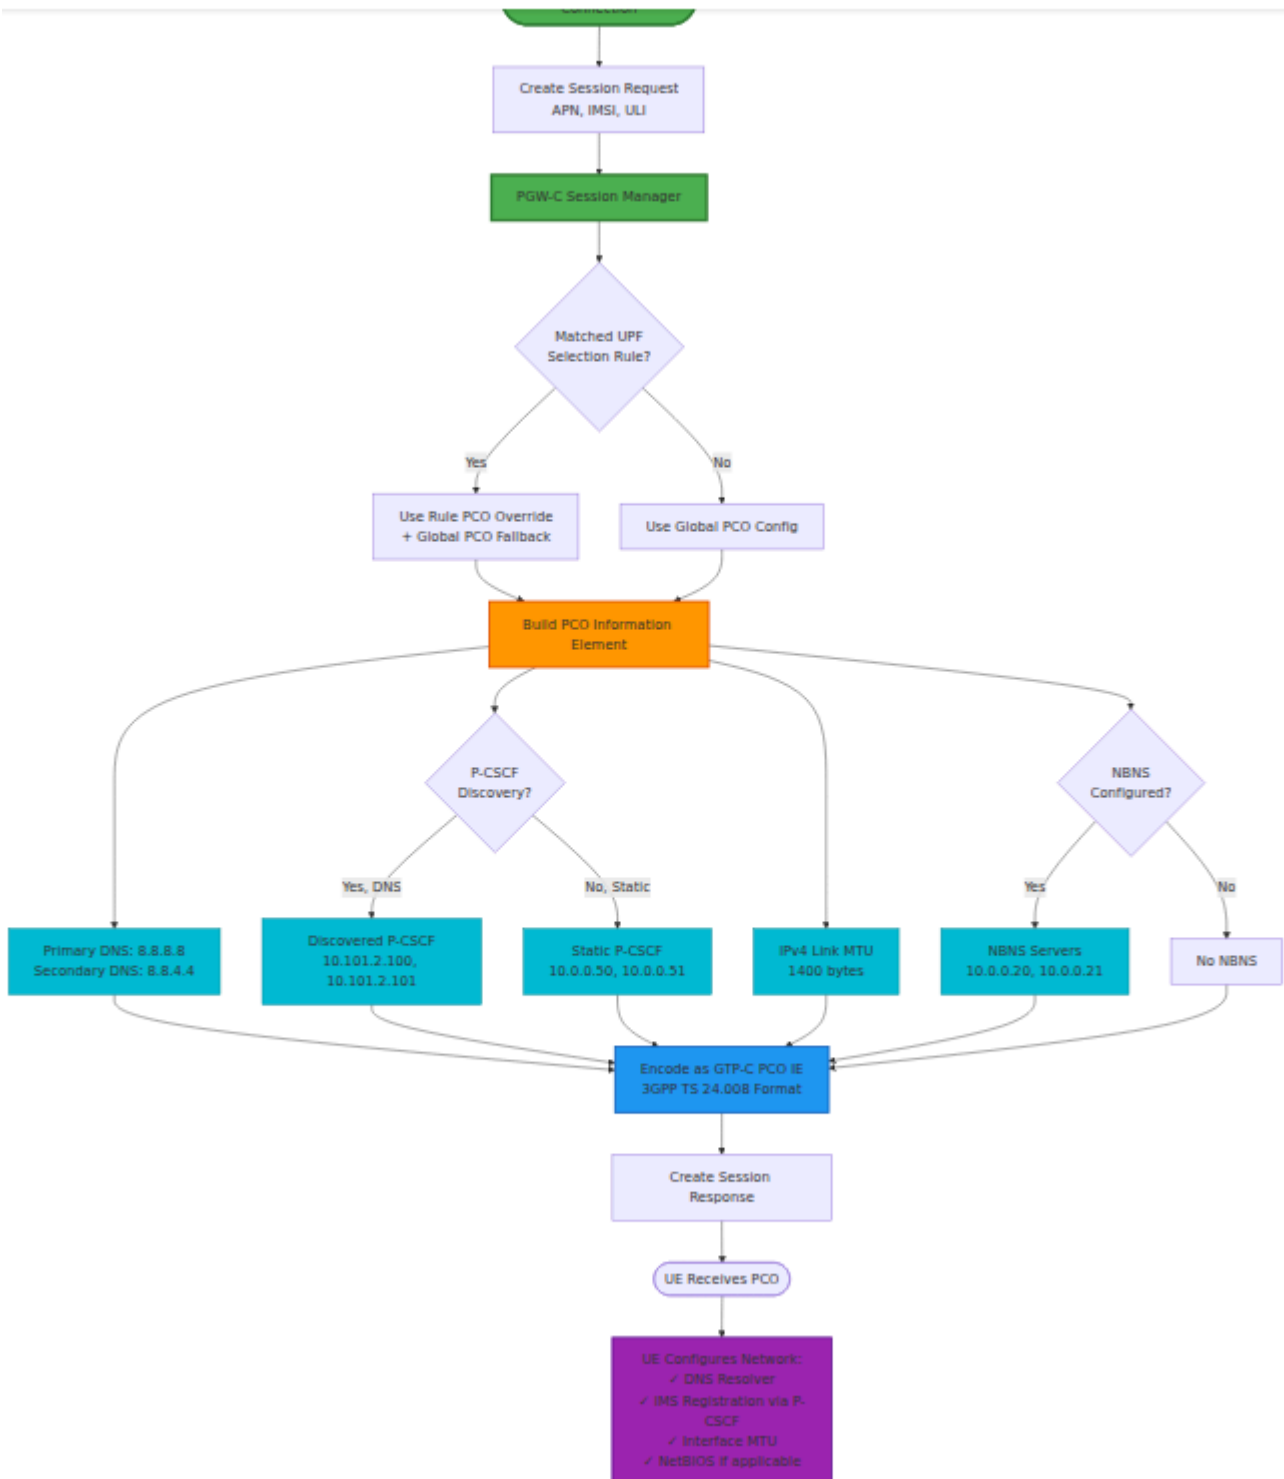 Connection
Create Session Request
APN, IMSI, ULI
PGW-C Session Manager
Matched UPF
Selection Rule?
Yes
No
Use Rule PCO Override
+ Global PCO Fallback
Use Global PCO Config
Build PCO Information
Element
P-CSCF
Discovery?
NBNS
Configured?
Yes, DNS
No, Static
Yes
No
Primary DNS: 8.8.8.8
Secondary DNS: 8.8.4.4
Discovered P-CSCF
10.101.2.100,
10.101.2.101
Static P-CSCF
10.0.0.50, 10.0.0.51
IPv4 Link MTU
1400 bytes
NBNS Servers
10.0.0.20, 10.0.0.21
No NBNS
Encode as GTP-C PCO IE
3GPP TS 24.008 Format
Create Session
Response
UE Receives PCO
UE Configures Network:
✓ DNS Resolver
✓ IMS Registration via P-
CSCF
✓ Interface MTU
✓ NetBIOS if applicable